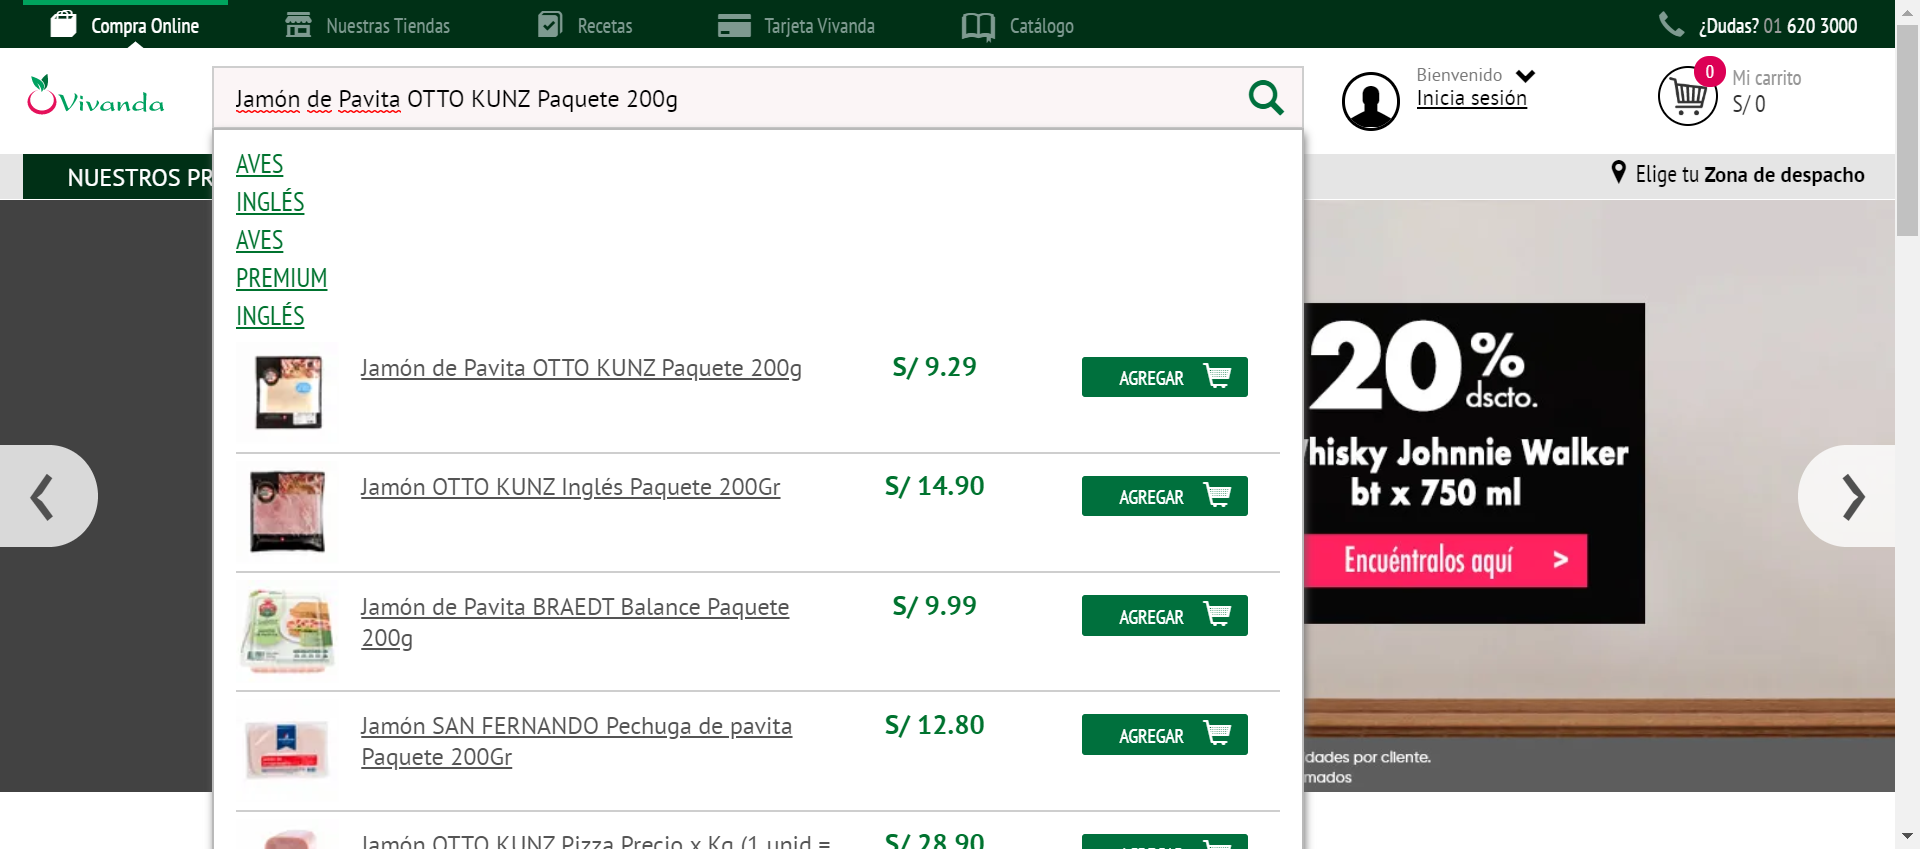 Compra Online
Nuestras Tiendas
Recetas
Tarjeta Vivanda
Catálogo
¿Dudas? 01 620 3000
Vivanda
Jamón de Pavita OTTO KUNZ Paquete 200g
Bienvenido
Inicia sesión
0
Mi carrito
S/ 0
NUESTROS PR
Elige tu Zona de despacho
AVES
INGLÉS
AVES
PREMIUM
INGLÉS
Jamón de Pavita OTTO KUNZ Paquete 200g
S/ 9.29
AGREGAR
Jamón OTTO KUNZ Inglés Paquete 200Gr
S/ 14.90
AGREGAR
Jamón de Pavita BRAEDT Balance Paquete
200g
S/ 9.99
AGREGAR
Jamón SAN FERNANDO Pechuga de pavita
Paquete 200Gr
S/ 12.80
AGREGAR
Jamón OTTO KUNZ Pizza Precio x Kg (1 unid =
S/ 28.90
20%
dscto.
hisky Johnnie Walker
bt x 750 ml
Encuéntralos aquí >
dades por cliente.
mados